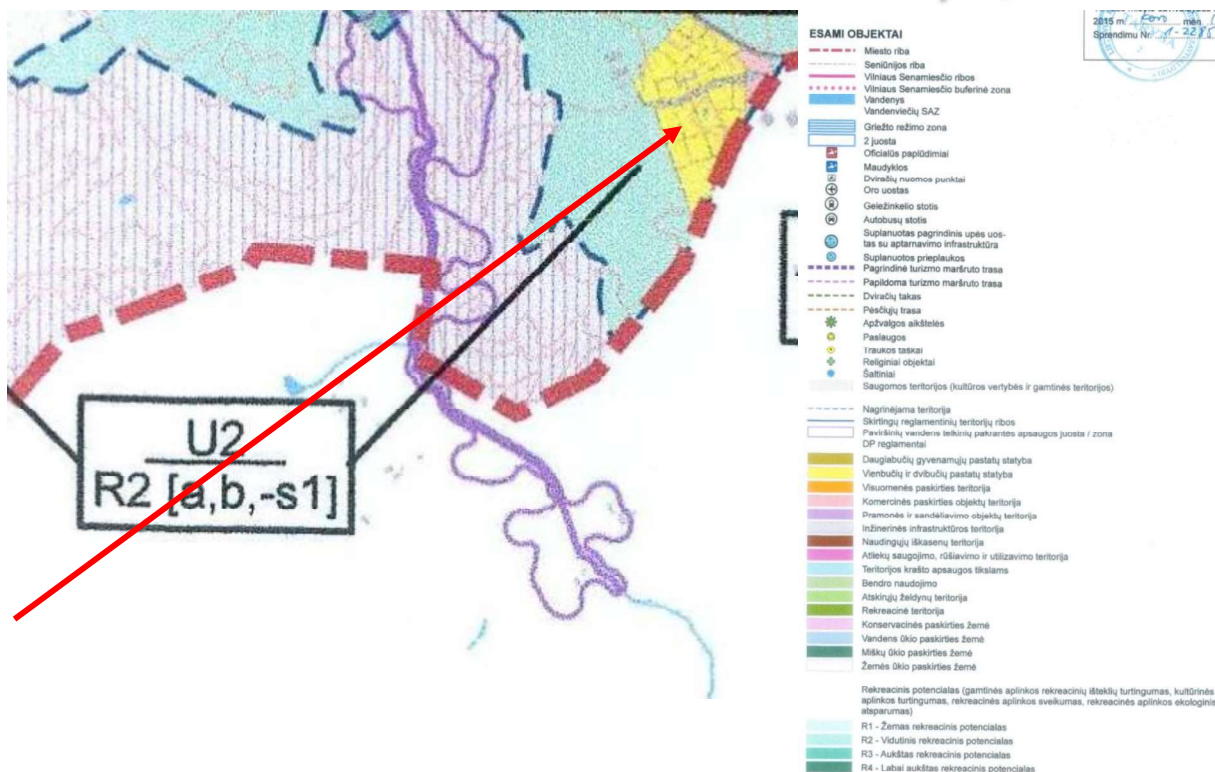 U2
R2 [a,b,-s1]
2015 m.
Sprendimu Nr. 1-2285
ESAMI OBJEKTAI
Miesto riba
Seniūnijos riba
Vilniaus Senamiesčio ribos
Vilniaus Senamiesčio buferinė zona
Vandenys
Vandenviečių SAZ
Griežto režimo zona
2 juosta
Oficialūs paplūdimiai
Maudyklos
Dviračių nuomos punktai
Oro uostas
Geležinkelio stotis
Autobusų stotis
Suplanuotas pagrindinis upės uos-
tas su aptarnavimo infrastruktūra
Suplanuotos prieplaukos
Pagrindinė turizmo maršruto trasa
Papildoma turizmo maršruto trasa
Dviračių takas
Pėsčiųjų trasa
Apžvalgos aikštelės
Paslaugos
Traukos taškai
Religiniai objektai
Šaltiniai
Saugomos teritorijos (kultūros vertybės ir gamtinės teritorijos)
Nagrinėjama teritorija
Skirtingų reglamentinių teritorijų ribos
Paviršinių vandens telkinių pakrantės apsaugos juosta / zona
DP reglamentai
Daugiabučių gyvenamųjų pastatų statyba
Vienbučių ir dvibučių pastatų statyba
Visuomenės paskirties teritorija
Komercinės paskirties objektų teritorija
Pramonės ir sandėliavimo objektų teritorija
Inžinerinės infrastruktūros teritorija
Naudingųjų iškasenų teritorija
Atliekų saugojimo, rūšiavimo ir utilizavimo teritorija
Teritorijos krašto apsaugos tikslams
Bendro naudojimo
Atskirųjų želdynų teritorija
Rekreacinė teritorija
Konservacinės paskirties žemė
Vandens ūkio paskirties žemė
Miškų ūkio paskirties žemė
Žemės ūkio paskirties žemė
Rekreacinis potencialas (gamtinės aplinkos rekreacinių išteklių turtingumas, kultūrinės
aplinkos turtingumas, rekreacinės aplinkos sveikumas, rekreacinės aplinkos ekologinis
atsparumas)
R1 - Žemas rekreacinis potencialas
R2 - Vidutinis rekreacinis potencialas
R3 - Aukštas rekreacinis potencialas
R4 - Labai aukštas rekreacinis potencialas